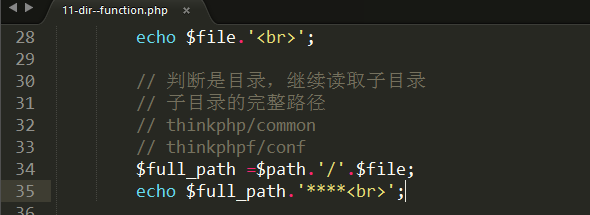 11-dir--function.php ×
28 echo $file.'<br>';
29
30 // 判断是目录，继续读取子目录
31 // 子目录的完整路径
32 // thinkphp/common
33 // thinkphpf/conf
34 $full_path =$path.'/'.$file;
35 echo $full_path.'****<br>';
36